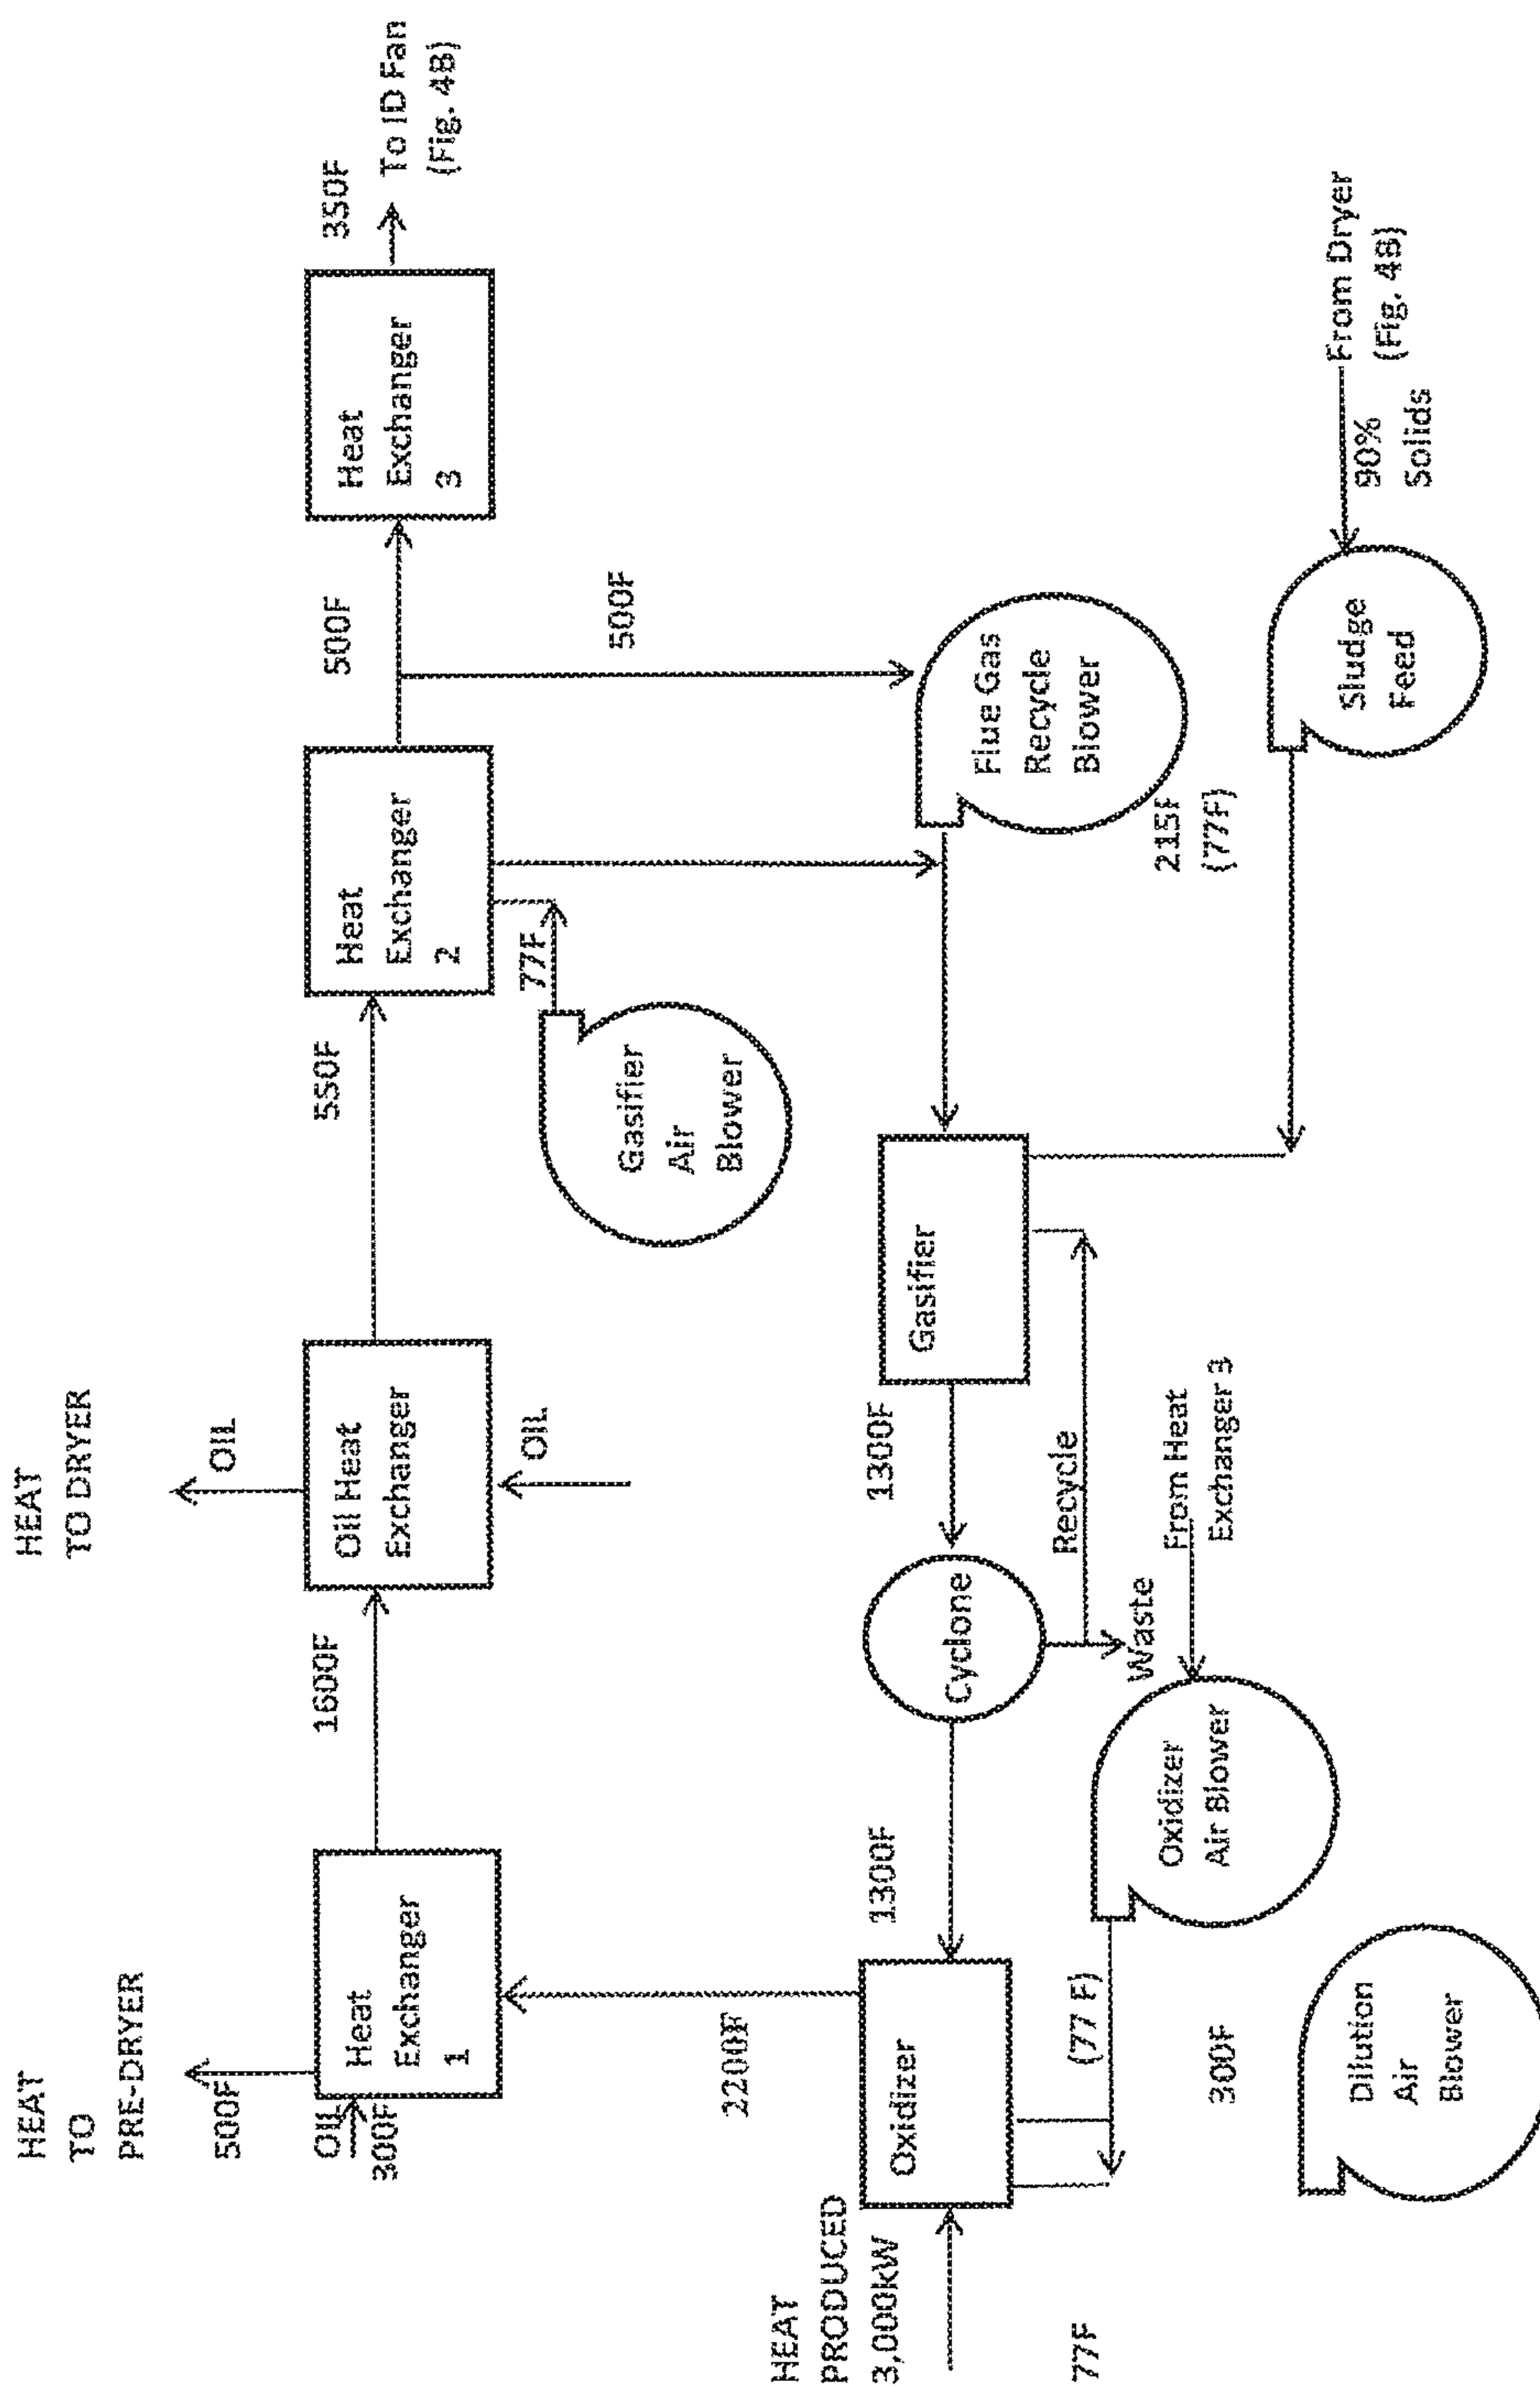 HEAT
TO
PRE-DRYER
500F
OIL
300F
Heat
Exchanger
1
1600F
HEAT
TO DRYER
OIL
Oil Heat
Exchanger
OIL
550F
Heat
Exchanger
2
77F
Gasifier
Air
Blower
500F
500F
Heat
Exchanger
3
350F
To ID Fan
(Fig. 4B)
HEAT
PRODUCED
3,000kW
77F
2200F
Oxidizer
1300F
Cyclone
1300F
Gasifier
Recycle
Waste
Flue Gas
Recycle
Blower
215F
(77F)
(77 F)
300F
Oxidizer
Air Blower
From Heat
Exchanger 3
Dilution
Air
Blower
Sludge
Feed
90%
Solids
From Dryer
(Fig. 4B)